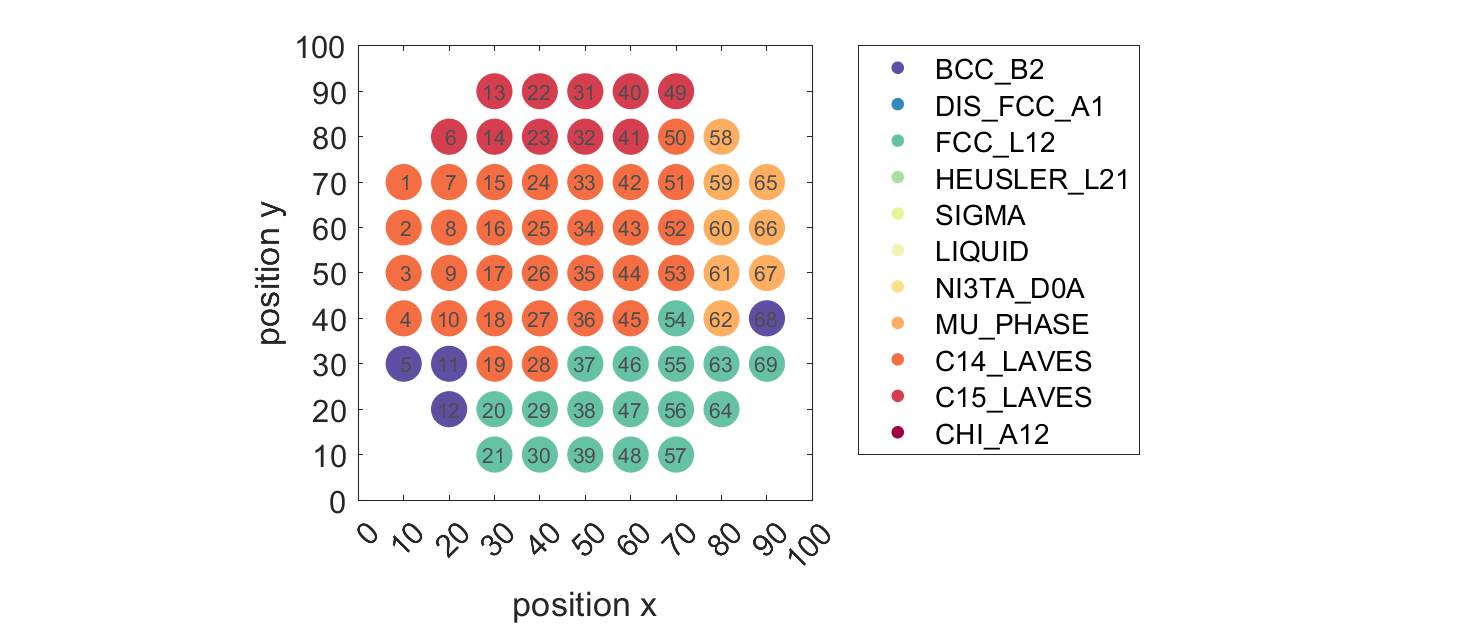 100
90
80
70
60
50
40
30
20
10
0
position y
13 22 31 40 49
6 14 23 32 41 50 58
1 7 15 24 33 42 51 59 65
2 8 16 25 34 43 52 60 66
3 9 17 26 35 44 53 61 67
4 10 18 27 36 45 54 62 68
5 11 19 28 37 46 55 63 69
12 20 29 38 47 56 64
21 30 39 48 57
0 10 20 30 40 50 60 70 80 90 100
position x
BCC_B2
DIS_FCC_A1
FCC_L12
HEUSLER_L21
SIGMA
LIQUID
NI3TA_D0A
MU_PHASE
C14_LAVES
C15_LAVES
CHI_A12